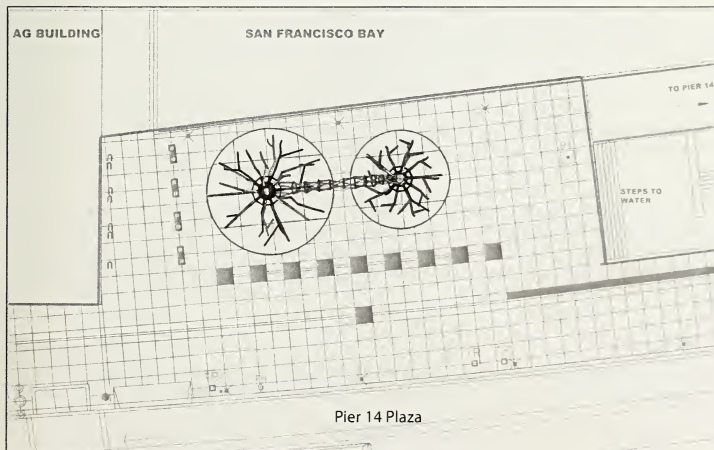 AG BUILDING
SAN FRANCISCO BAY
TO PIER 14
STEPS TO
WATER
Pier 14 Plaza